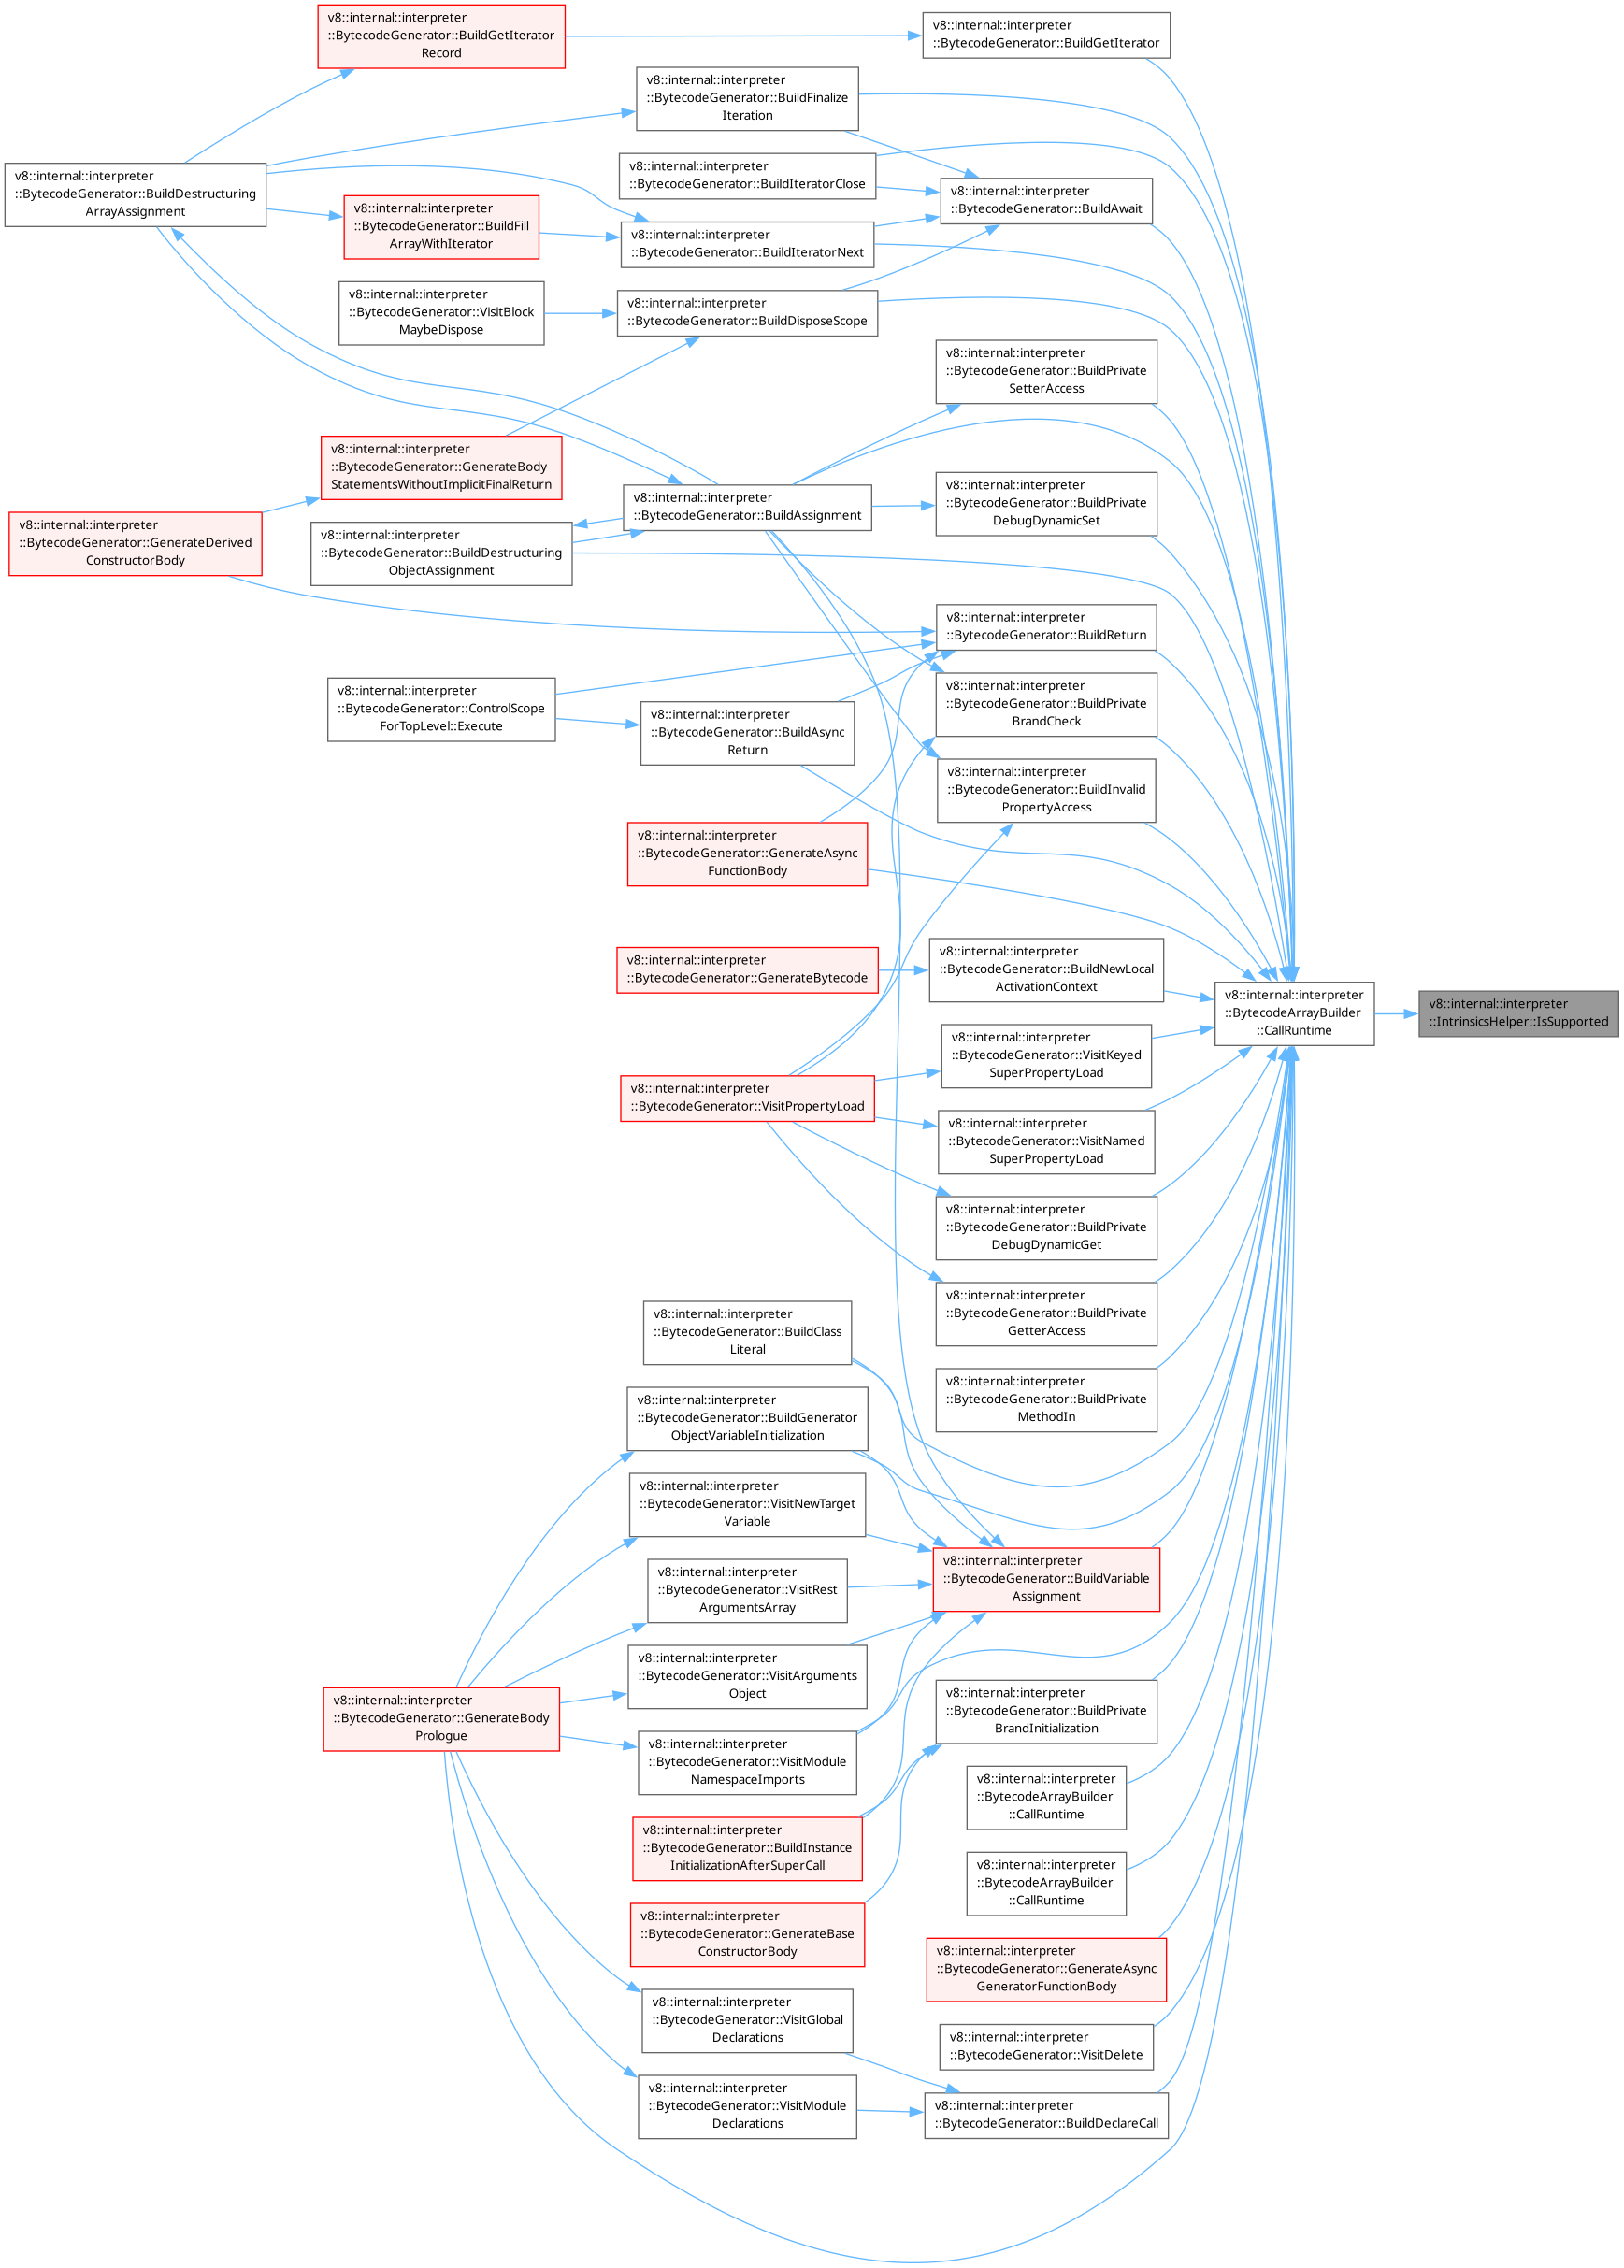 v8::internal::interpreter
::BytecodeGenerator::BuildGetIterator
Record
v8::internal::interpreter
::BytecodeGenerator::BuildGetIterator
v8::internal::interpreter
::BytecodeGenerator::BuildFinalize
Iteration
v8::internal::interpreter
::BytecodeGenerator::BuildIteratorClose
v8::internal::interpreter
::BytecodeGenerator::BuildAwait
v8::internal::interpreter
::BytecodeGenerator::BuildDestructuring
ArrayAssignment
v8::internal::interpreter
::BytecodeGenerator::BuildFill
ArrayWithIterator
v8::internal::interpreter
::BytecodeGenerator::BuildIteratorNext
v8::internal::interpreter
::BytecodeGenerator::VisitBlock
MaybeDispose
v8::internal::interpreter
::BytecodeGenerator::BuildDisposeScope
v8::internal::interpreter
::BytecodeGenerator::BuildPrivate
SetterAccess
v8::internal::interpreter
::BytecodeGenerator::GenerateBody
StatementsWithoutImplicitFinalReturn
v8::internal::interpreter
::BytecodeGenerator::BuildAssignment
v8::internal::interpreter
::BytecodeGenerator::BuildPrivate
DebugDynamicSet
v8::internal::interpreter
::BytecodeGenerator::GenerateDerived
ConstructorBody
v8::internal::interpreter
::BytecodeGenerator::BuildDestructuring
ObjectAssignment
v8::internal::interpreter
::BytecodeGenerator::BuildReturn
v8::internal::interpreter
::BytecodeGenerator::ControlScope
ForTopLevel::Execute
v8::internal::interpreter
::BytecodeGenerator::BuildAsync
Return
v8::internal::interpreter
::BytecodeGenerator::BuildPrivate
BrandCheck
v8::internal::interpreter
::BytecodeGenerator::BuildInvalid
PropertyAccess
v8::internal::interpreter
::BytecodeGenerator::GenerateAsync
FunctionBody
v8::internal::interpreter
::BytecodeGenerator::GenerateBytecode
v8::internal::interpreter
::BytecodeGenerator::BuildNewLocal
ActivationContext
v8::internal::interpreter
::BytecodeArrayBuilder
::CallRuntime
v8::internal::interpreter
::IntrinsicsHelper::IsSupported
v8::internal::interpreter
::BytecodeGenerator::VisitKeyed
SuperPropertyLoad
v8::internal::interpreter
::BytecodeGenerator::VisitPropertyLoad
v8::internal::interpreter
::BytecodeGenerator::VisitNamed
SuperPropertyLoad
v8::internal::interpreter
::BytecodeGenerator::BuildPrivate
DebugDynamicGet
v8::internal::interpreter
::BytecodeGenerator::BuildPrivate
GetterAccess
v8::internal::interpreter
::BytecodeGenerator::BuildClass
Literal
v8::internal::interpreter
::BytecodeGenerator::BuildPrivate
MethodIn
v8::internal::interpreter
::BytecodeGenerator::BuildGenerator
ObjectVariableInitialization
v8::internal::interpreter
::BytecodeGenerator::VisitNewTarget
Variable
v8::internal::interpreter
::BytecodeGenerator::BuildVariable
Assignment
v8::internal::interpreter
::BytecodeGenerator::VisitRest
ArgumentsArray
v8::internal::interpreter
::BytecodeGenerator::VisitArguments
Object
v8::internal::interpreter
::BytecodeGenerator::GenerateBody
Prologue
v8::internal::interpreter
::BytecodeGenerator::BuildPrivate
BrandInitialization
v8::internal::interpreter
::BytecodeGenerator::VisitModule
NamespaceImports
v8::internal::interpreter
::BytecodeArrayBuilder
::CallRuntime
v8::internal::interpreter
::BytecodeGenerator::BuildInstance
InitializationAfterSuperCall
v8::internal::interpreter
::BytecodeArrayBuilder
::CallRuntime
v8::internal::interpreter
::BytecodeGenerator::GenerateBase
ConstructorBody
v8::internal::interpreter
::BytecodeGenerator::GenerateAsync
GeneratorFunctionBody
v8::internal::interpreter
::BytecodeGenerator::VisitGlobal
Declarations
v8::internal::interpreter
::BytecodeGenerator::VisitDelete
v8::internal::interpreter
::BytecodeGenerator::VisitModule
Declarations
v8::internal::interpreter
::BytecodeGenerator::BuildDeclareCall